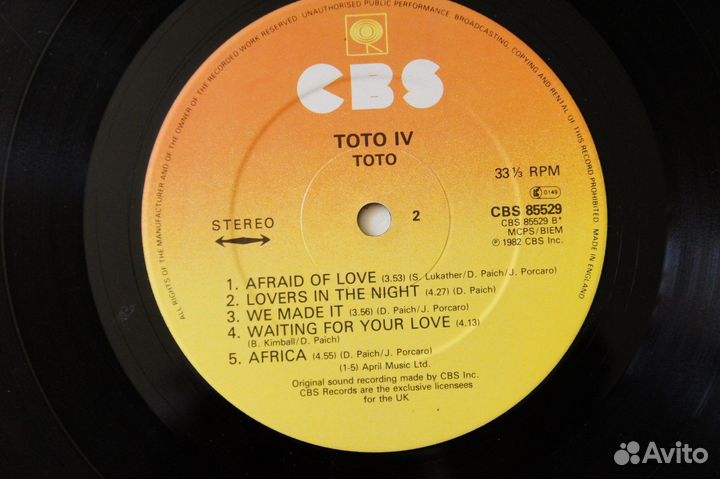 ALL RIGHTS OF THE MANUFACTURER AND OF THE OWNER OF THE RECORDED WORK RESERVED. UNAUTHORISED PUBLIC PERFORMANCE, BROADCASTING, COPYING AND RENTAL OF THIS RECORD PROHIBITED. MADE IN ENGLAND
CBS
TOTO IV
TOTO
33⅓ RPM
K 0149
STEREO
2
CBS 85529
CBS 85529 B*
MCPS/BIEM
℗ 1982 CBS Inc.
1. AFRAID OF LOVE (3.53) (S. Lukather/D. Paich/J. Porcaro)
2. LOVERS IN THE NIGHT (4.27) (D. Paich)
3. WE MADE IT (3.56) (D. Paich/J. Porcaro)
4. WAITING FOR YOUR LOVE (4.13)
(B. Kimball/D. Paich)
5. AFRICA (4.55) (D. Paich/J. Porcaro)
(1-5) April Music Ltd.
Original sound recording made by CBS Inc.
CBS Records are the exclusive licensees
for the UK
Avito